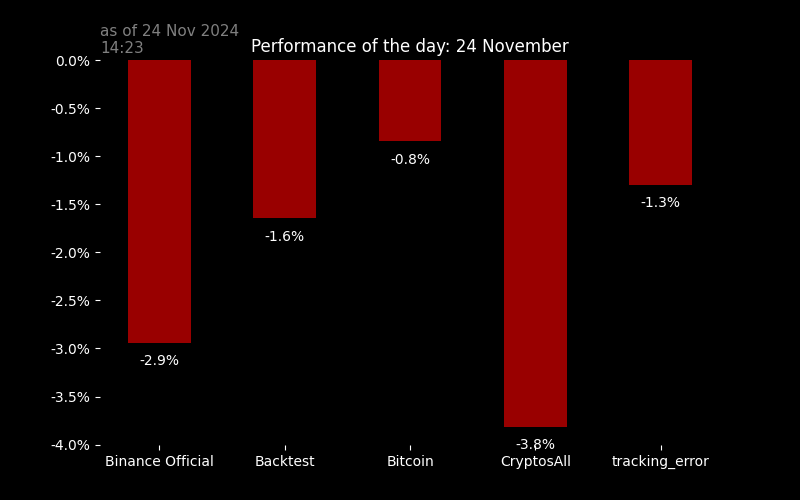 as of 24 Nov 2024
14:23
Performance of the day: 24 November
0.0%
-0.5%
-1.0%
-1.5%
-2.0%
-2.5%
-3.0%
-3.5%
-4.0%
-2.9%
-1.6%
-0.8%
-3.8%
-1.3%
Binance Official
Backtest
Bitcoin
CryptosAll
tracking_error